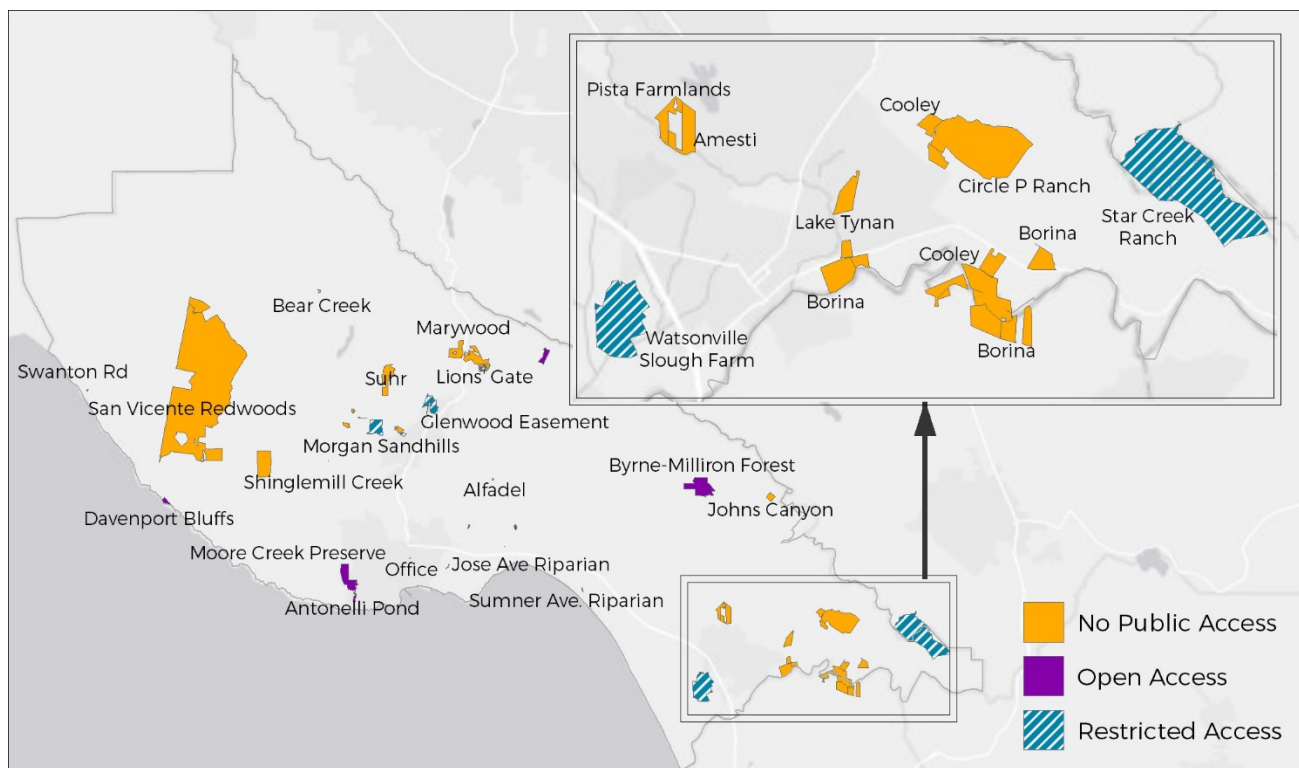 Pista Farmlands
Amesti
Cooley
Circle P Ranch
Lake Tynan
Star Creek
Ranch
Borina
Cooley
Borina
Borina
Watsonville
Slough Farm
Bear Creek
Marywood
Swanton Rd
Suhr
Lions' Gate
San Vicente Redwoods
Glenwood Easement
Morgan Sandhills
Shinglemill Creek
Byrne-Milliron Forest
Alfadel
Johns Canyon
Davenport Bluffs
Moore Creek Preserve
Office
Jose Ave Riparian
Antonelli Pond
Sumner Ave. Riparian
No Public Access
Open Access
Restricted Access